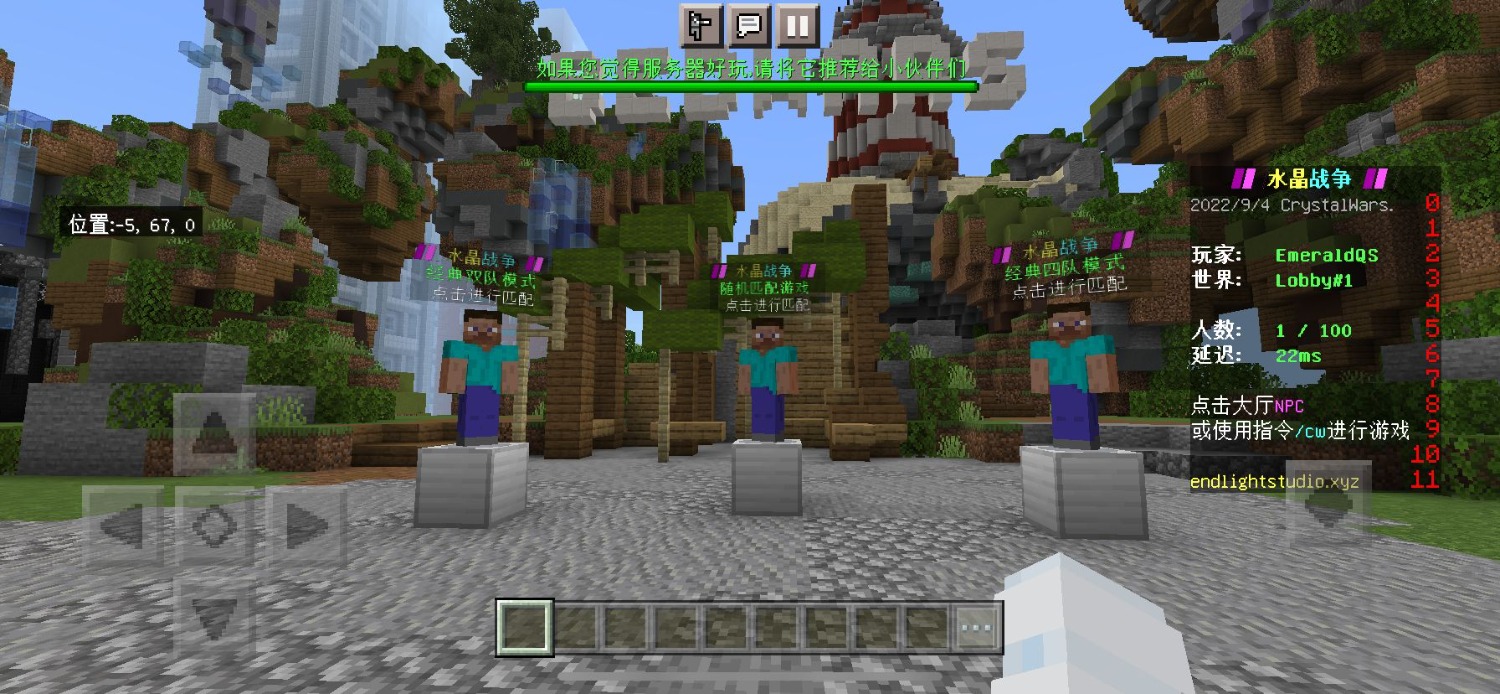 如果您觉得服务器好玩,请将它推荐给小伙伴们
位置:-5, 67, 0
水晶战争
经典双队模式
点击进行匹配
水晶战争
随机匹配游戏
点击进行匹配
水晶战争
经典四队模式
点击进行匹配
水晶战争
2022/9/4 CrystalWars. 0
1
玩家: EmeraldQS 2
世界: Lobby#1 3
4
人数: 1 / 100 5
延迟: 22ms 6
7
点击大厅NPC 8
或使用指令/cw进行游戏 9
10
endlightstudio.xyz 11